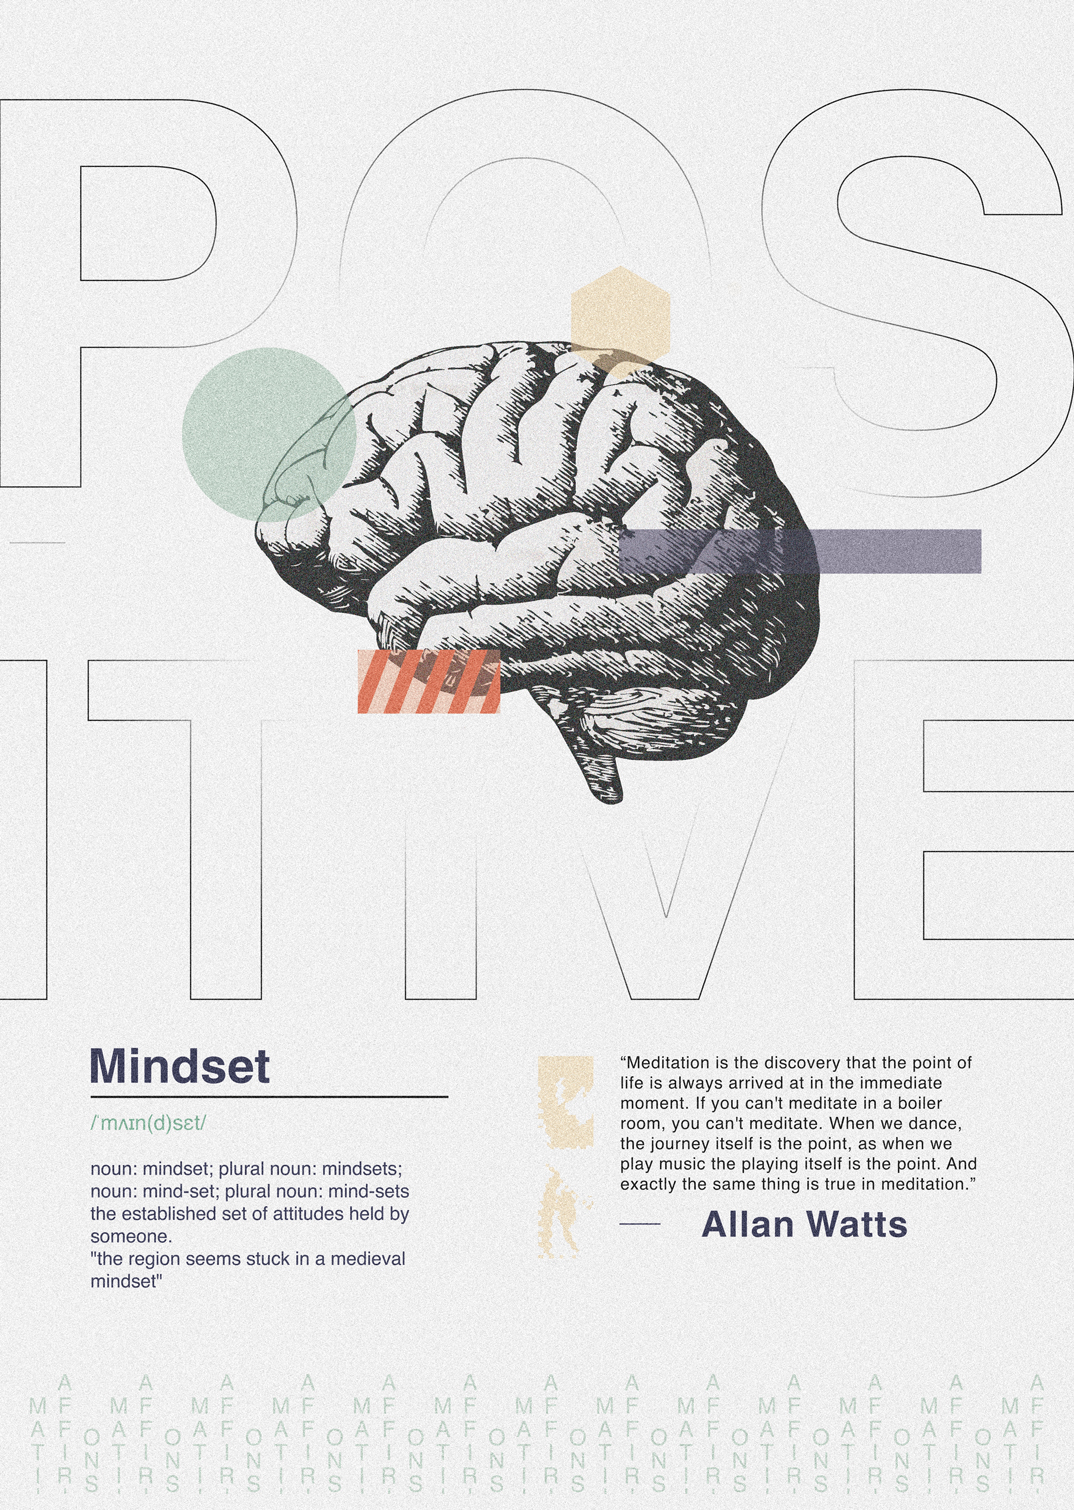 POS
ITIVE
Mindset
/ˈmʌɪn(d)sɛt/
noun: mindset; plural noun: mindsets;
noun: mind-set; plural noun: mind-sets
the established set of attitudes held by
someone.
"the region seems stuck in a medieval
mindset"
“Meditation is the discovery that the point of
life is always arrived at in the immediate
moment. If you can't meditate in a boiler
room, you can't meditate. When we dance,
the journey itself is the point, as when we
play music the playing itself is the point. And
exactly the same thing is true in meditation.”
Allan Watts